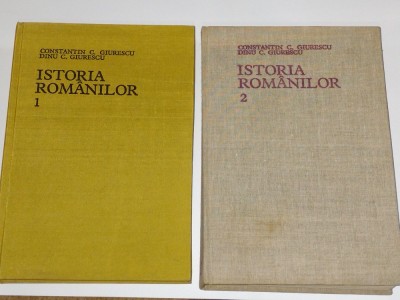 CONSTANTIN C. GIURESCU
DINU C. GIURESCU
ISTORIA
ROMÂNILOR
1
CONSTANTIN C. GIURESCU
DINU C. GIURESCU
ISTORIA
ROMÂNILOR
2